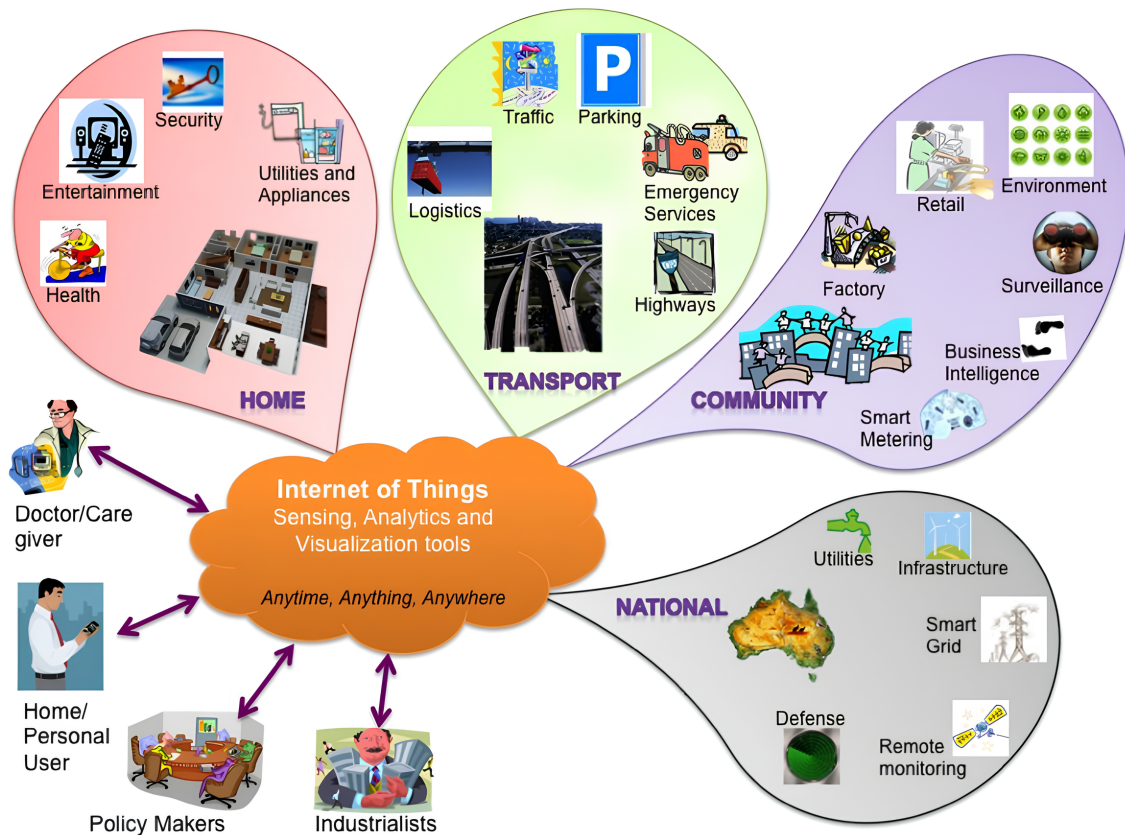 Security
Entertainment
Utilities and
Appliances
Health
HOME
Traffic
P
Parking
Logistics
Emergency
Services
Highways
TRANSPORT
Retail
Environment
Factory
Surveillance
Business
Intelligence
COMMUNITY
Smart
Metering
Doctor/Care
giver
Home/
Personal
User
Policy Makers
Industrialists
Internet of Things
Sensing, Analytics and
Visualization tools
Anytime, Anything, Anywhere
NATIONAL
Utilities
Infrastructure
Smart
Grid
Defense
Remote
monitoring